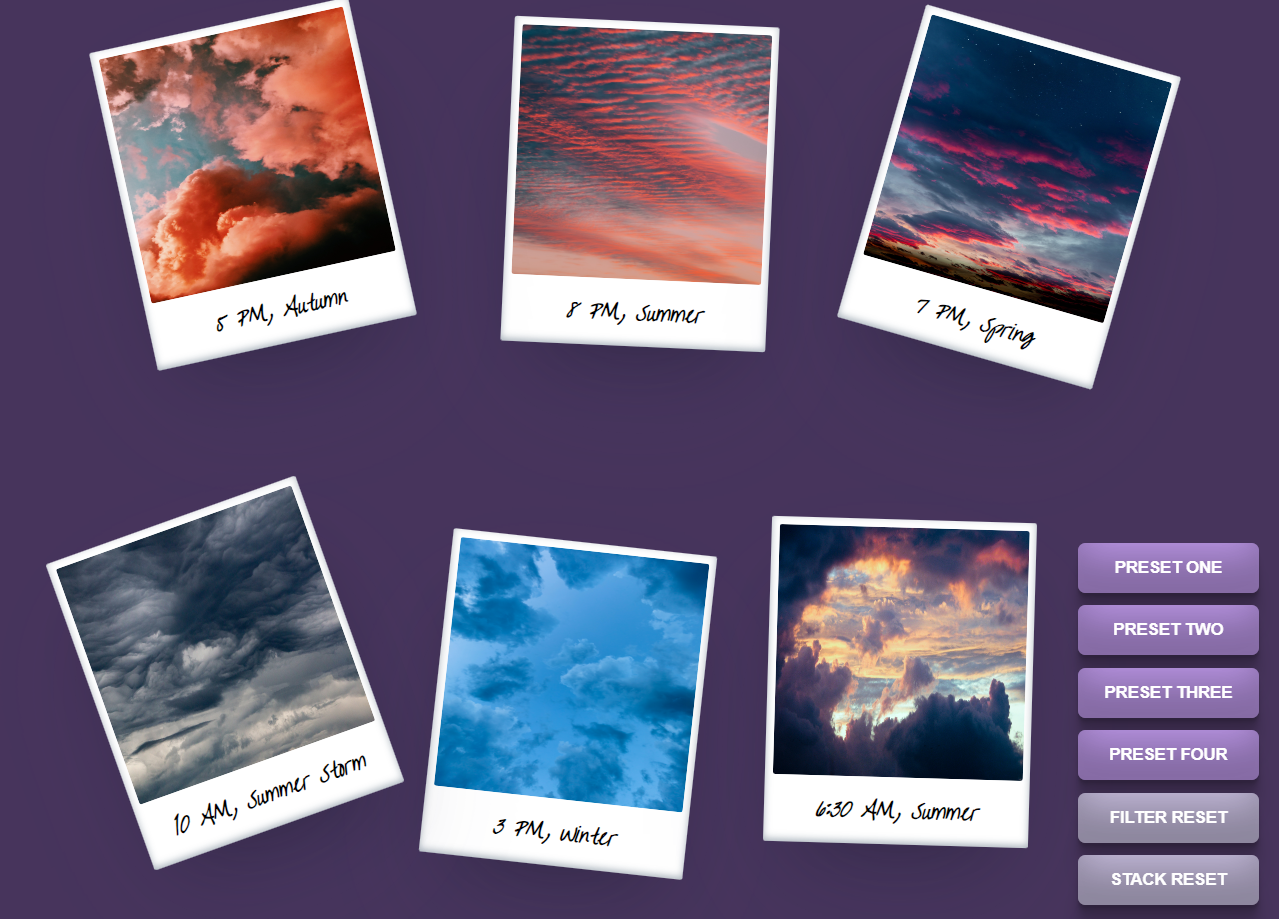 5 PM, Autumn
8 PM, Summer
7 PM, Spring
10 AM, Summer Storm
3 PM, Winter
6:30 AM, Summer
PRESET ONE
PRESET TWO
PRESET THREE
PRESET FOUR
FILTER RESET
STACK RESET